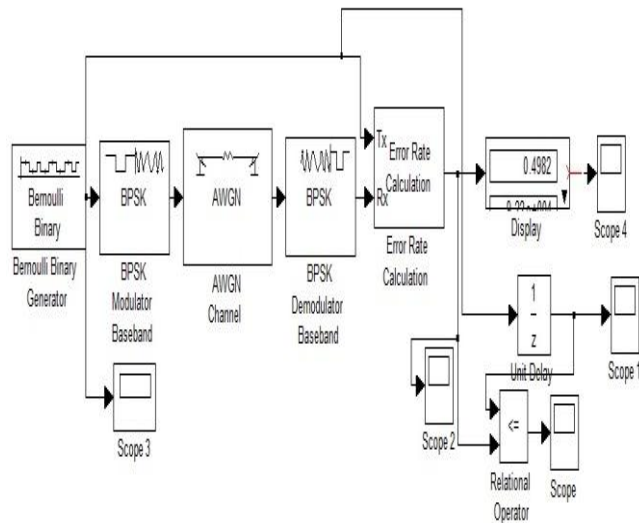 Tx
Rx
Error Rate
Calculation
0.4982
Display
Scope 4
Bernoulli
Binary
BPSK
AWGN
BPSK
Bernoulli Binary
Generator
BPSK
Modulator
Baseband
AWGN
Channel
BPSK
Demodulator
Baseband
Error Rate
Calculation
1
z
Unit Delay
Scope 1
Scope 3
Scope 2
<=
Relational
Operator
Scope